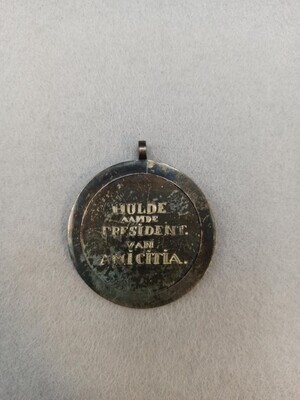 HULDE
AAN DE
PRESIDENT.
VAN
AMICITIA.